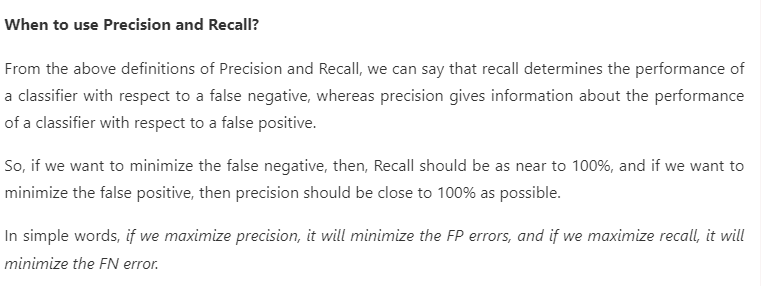 When to use Precision and Recall?
From the above definitions of Precision and Recall, we can say that recall determines the performance of
a classifier with respect to a false negative, whereas precision gives information about the performance
of a classifier with respect to a false positive.
So, if we want to minimize the false negative, then, Recall should be as near to 100%, and if we want to
minimize the false positive, then precision should be close to 100% as possible.
In simple words, if we maximize precision, it will minimize the FP errors, and if we maximize recall, it will
minimize the FN error.